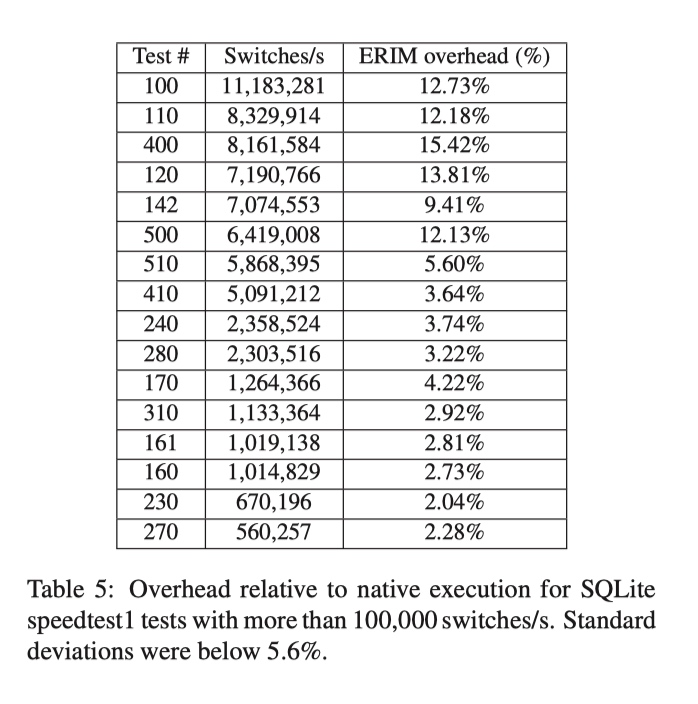 Test # Switches/s ERIM overhead (%)
100 11,183,281 12.73%
110 8,329,914 12.18%
400 8,161,584 15.42%
120 7,190,766 13.81%
142 7,074,553 9.41%
500 6,419,008 12.13%
510 5,868,395 5.60%
410 5,091,212 3.64%
240 2,358,524 3.74%
280 2,303,516 3.22%
170 1,264,366 4.22%
310 1,133,364 2.92%
161 1,019,138 2.81%
160 1,014,829 2.73%
230 670,196 2.04%
270 560,257 2.28%
Table 5: Overhead relative to native execution for SQLite
speedtest1 tests with more than 100,000 switches/s. Standard
deviations were below 5.6%.